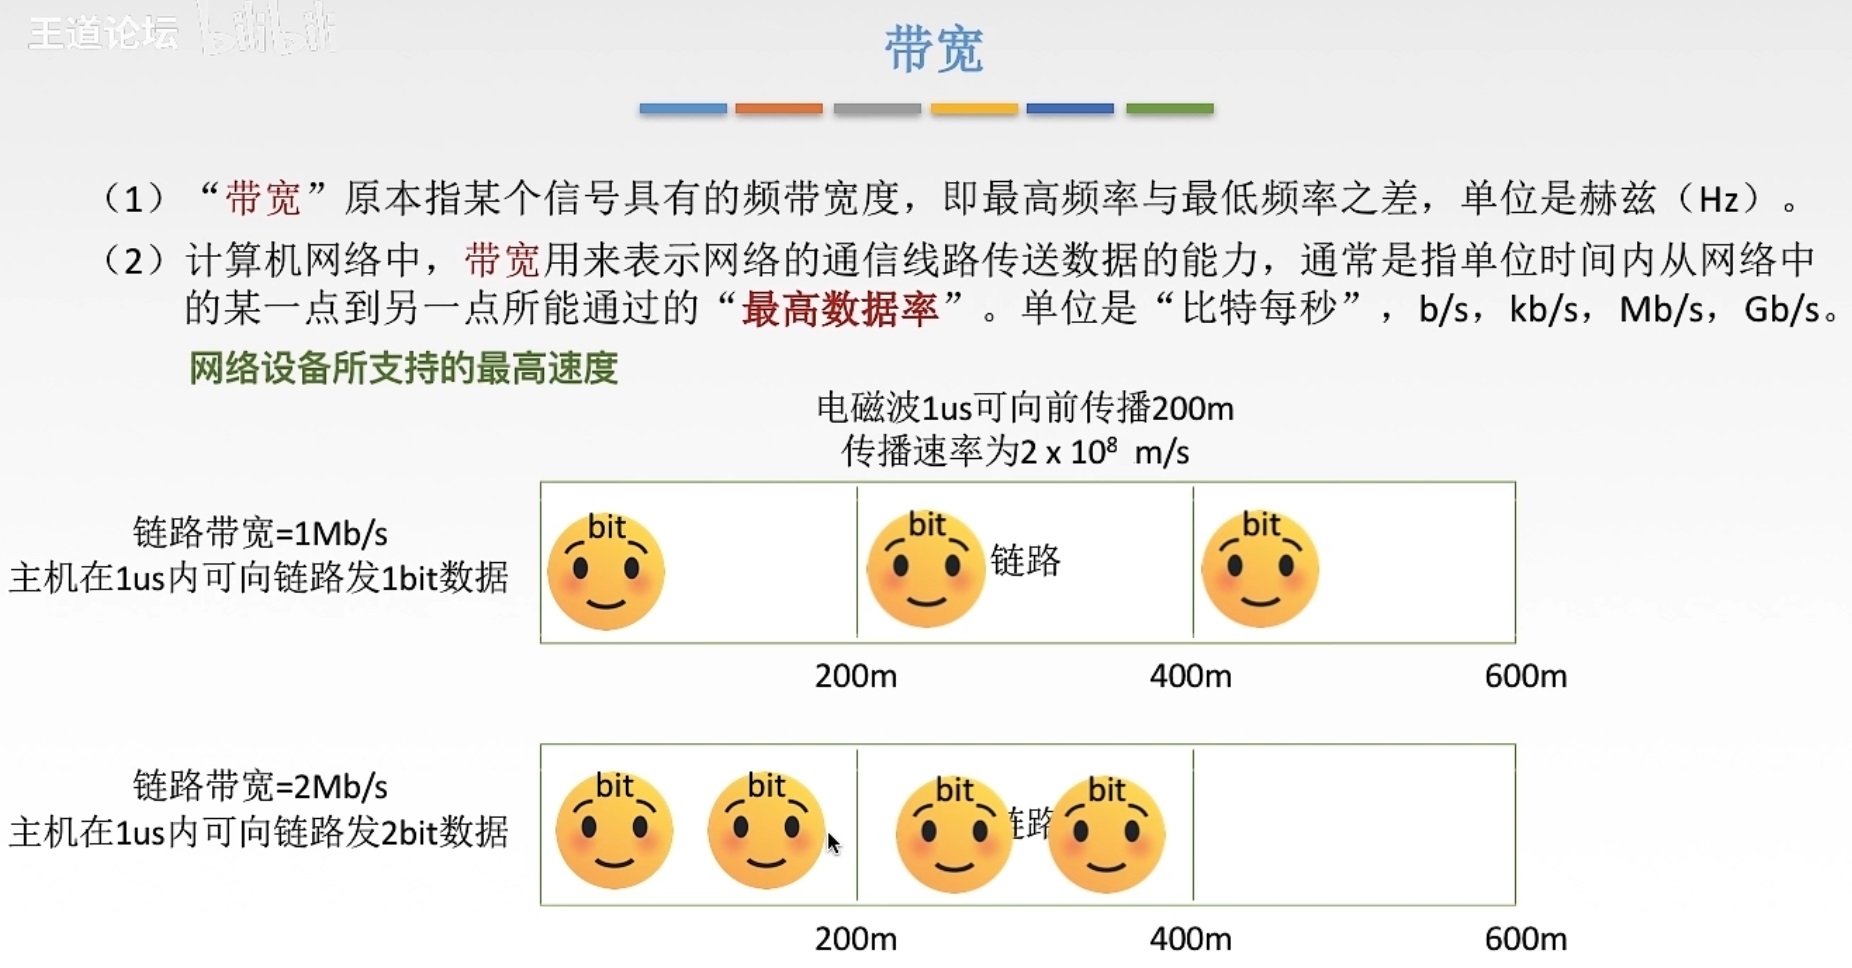 王道论坛 bilibili
带宽
（1）“带宽”原本指某个信号具有的频带宽度，即最高频率与最低频率之差，单位是赫兹（Hz）。
（2）计算机网络中，带宽用来表示网络的通信线路传送数据的能力，通常是指单位时间内从网络中
的某一点到另一点所能通过的“最高数据率”。单位是“比特每秒”，b/s，kb/s，Mb/s，Gb/s。
网络设备所支持的最高速度
电磁波1us可向前传播200m
传播速率为2 x 10⁸ m/s
链路带宽=1Mb/s
主机在1us内可向链路发1bit数据
bit bit 链路 bit
200m 400m 600m
链路带宽=2Mb/s
主机在1us内可向链路发2bit数据
bit bit bit 链路 bit
200m 400m 600m